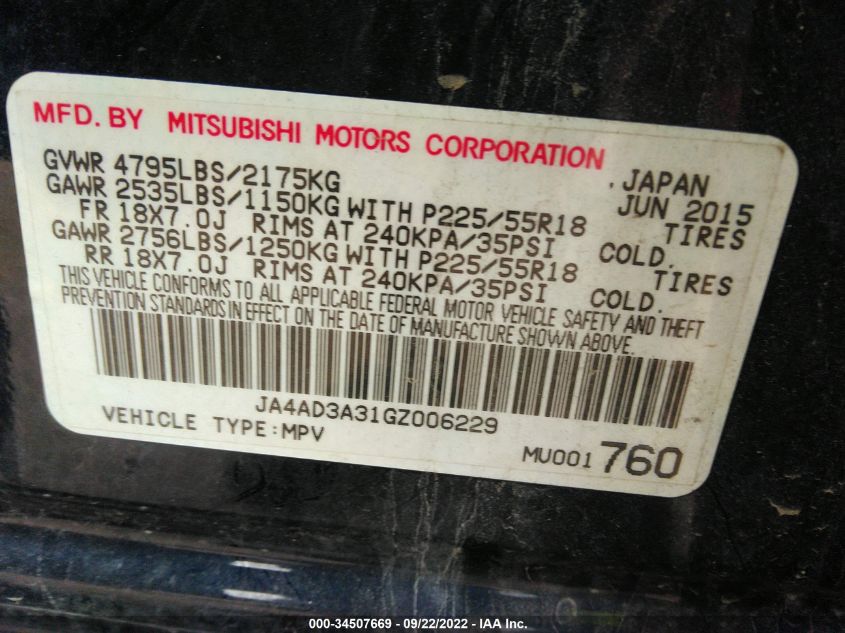 MFD. BY MITSUBISHI MOTORS CORPORATION
GVWR 4795LBS/2175KG . JAPAN
GAWR 2535LBS/1150KG WITH P225/55R18 JUN 2015
FR 18X7.0J RIMS AT 240KPA/35PSI TIRES
GAWR 2756LBS/1250KG WITH P225/55R18 COLD.
RR 18X7.0J RIMS AT 240KPA/35PSI TIRES
COLD.
THIS VEHICLE CONFORMS TO ALL APPLICABLE FEDERAL MOTOR VEHICLE SAFETY AND THEFT
PREVENTION STANDARDS IN EFFECT ON THE DATE OF MANUFACTURE SHOWN ABOVE.
JA4AD3A31GZ006229
VEHICLE TYPE:MPV
MU001 760
000-34507669 - 09/22/2022 - IAA Inc.